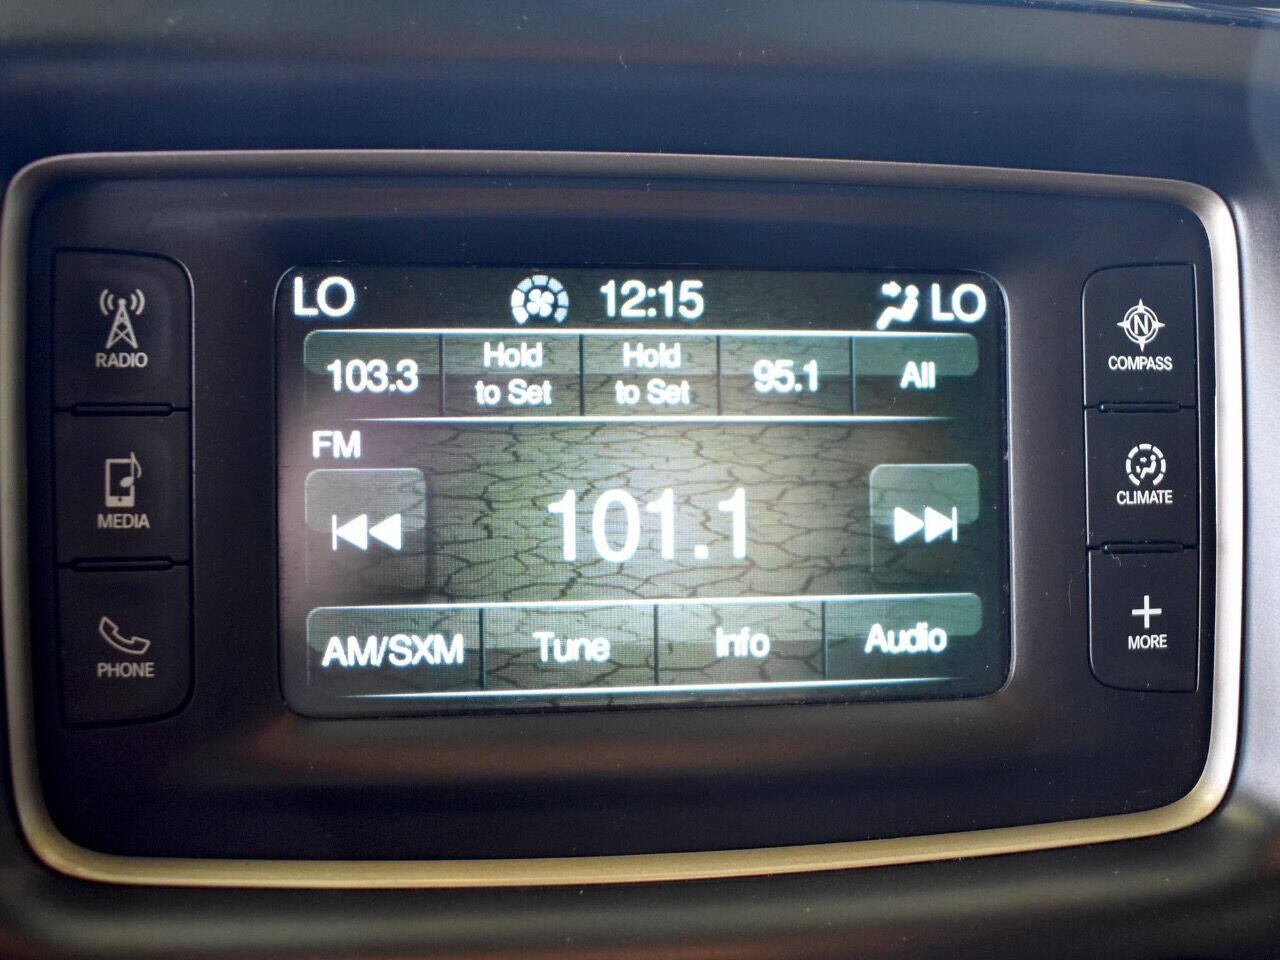 LO 12:15 LO
103.3 Hold to Set Hold to Set 95.1 All
FM
101.1
AM/SXM Tune Info Audio
RADIO
MEDIA
PHONE
N
COMPASS
CLIMATE
MORE